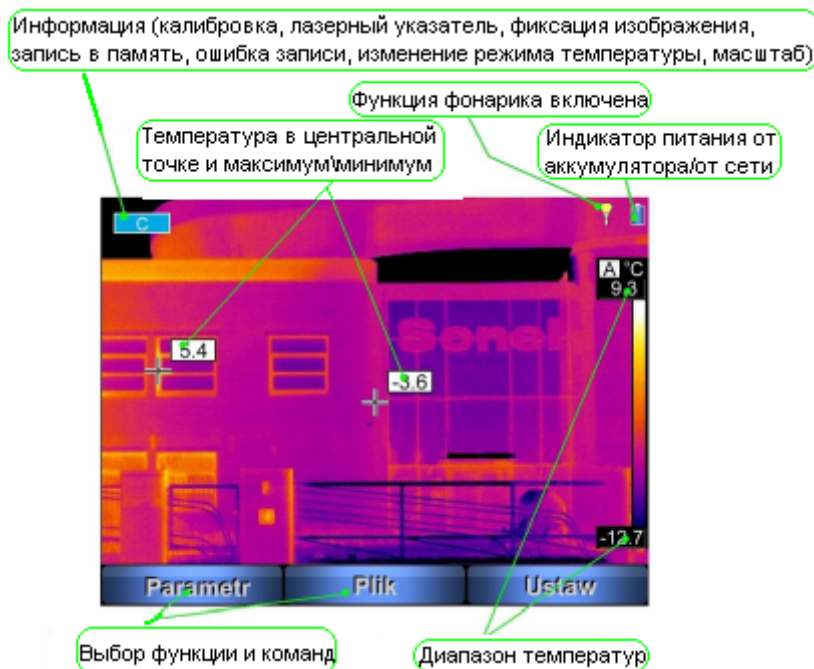 Информация (калибровка, лазерный указатель, фиксация изображения,
запись в память, ошибка записи, изменение режима температуры, масштаб)
Функция фонарика включена
Температура в центральной
точке и максимум\минимум
Индикатор питания от
аккумулятора/от сети
C
A °C
9.3
Sonel
5.4
-3.6
-12.7
Parametr
Plik
Ustaw
Выбор функции и команд
Диапазон температур